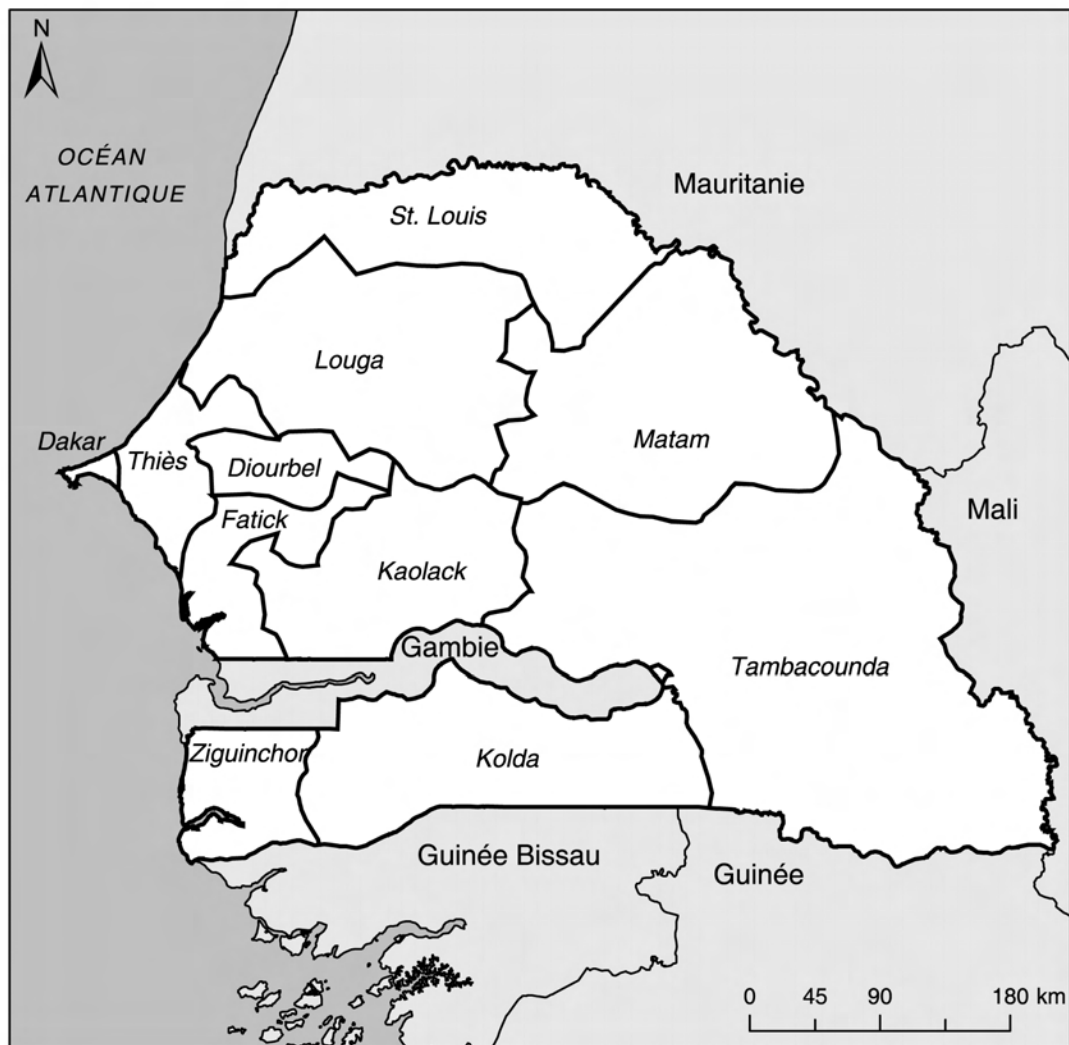 N
OCÉAN
ATLANTIQUE
Mauritanie
St. Louis
Louga
Matam
Dakar
Thiès
Diourbel
Fatick
Mali
Kaolack
Gambie
Tambacounda
Ziguinchor
Kolda
Guinée Bissau
Guinée
0 45 90 180 km